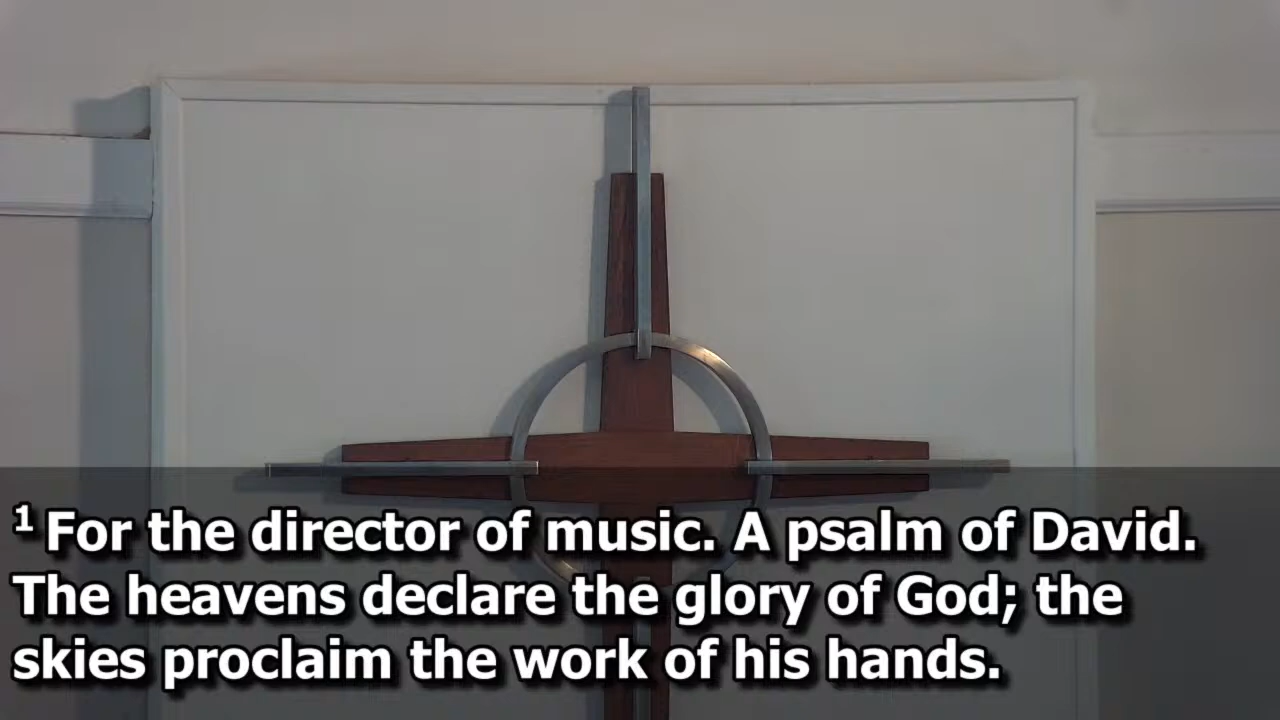 ¹ For the director of music. A psalm of David.
The heavens declare the glory of God; the
skies proclaim the work of his hands.